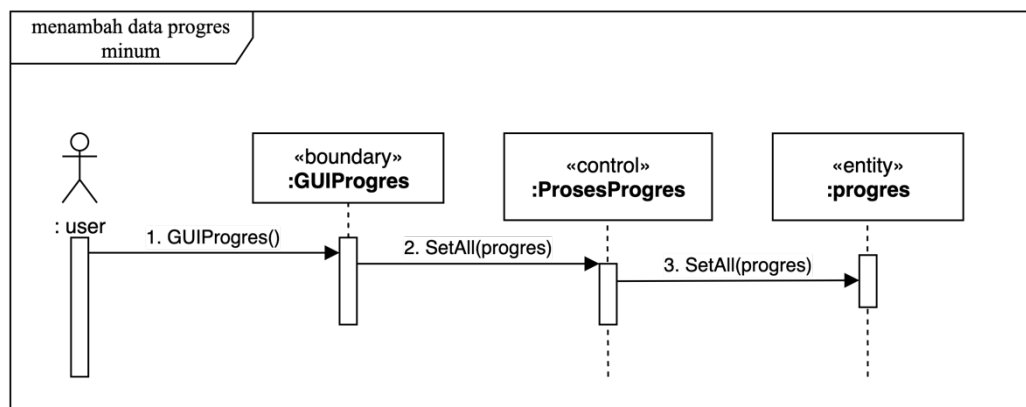 menambah data progres
minum
«boundary»
:GUIProgres
«control»
:ProsesProgres
«entity»
:progres
: user
1. GUIProgres()
2. SetAll(progres)
3. SetAll(progres)